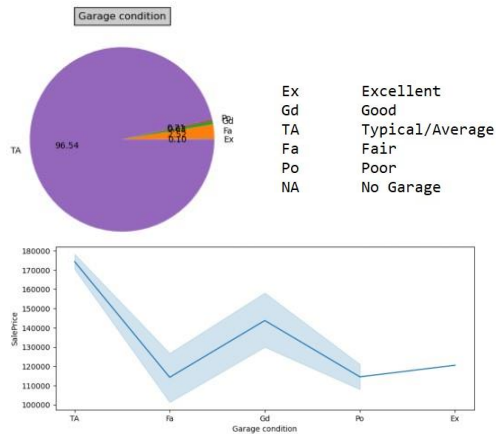 Garage condition
Po
Gd
Fa
Ex
TA
96.54
0.10
Ex Excellent
Gd Good
TA Typical/Average
Fa Fair
Po Poor
NA No Garage
180000
170000
160000
150000
140000
130000
120000
110000
100000
SalePrice
TA Fa Gd Po Ex
Garage condition